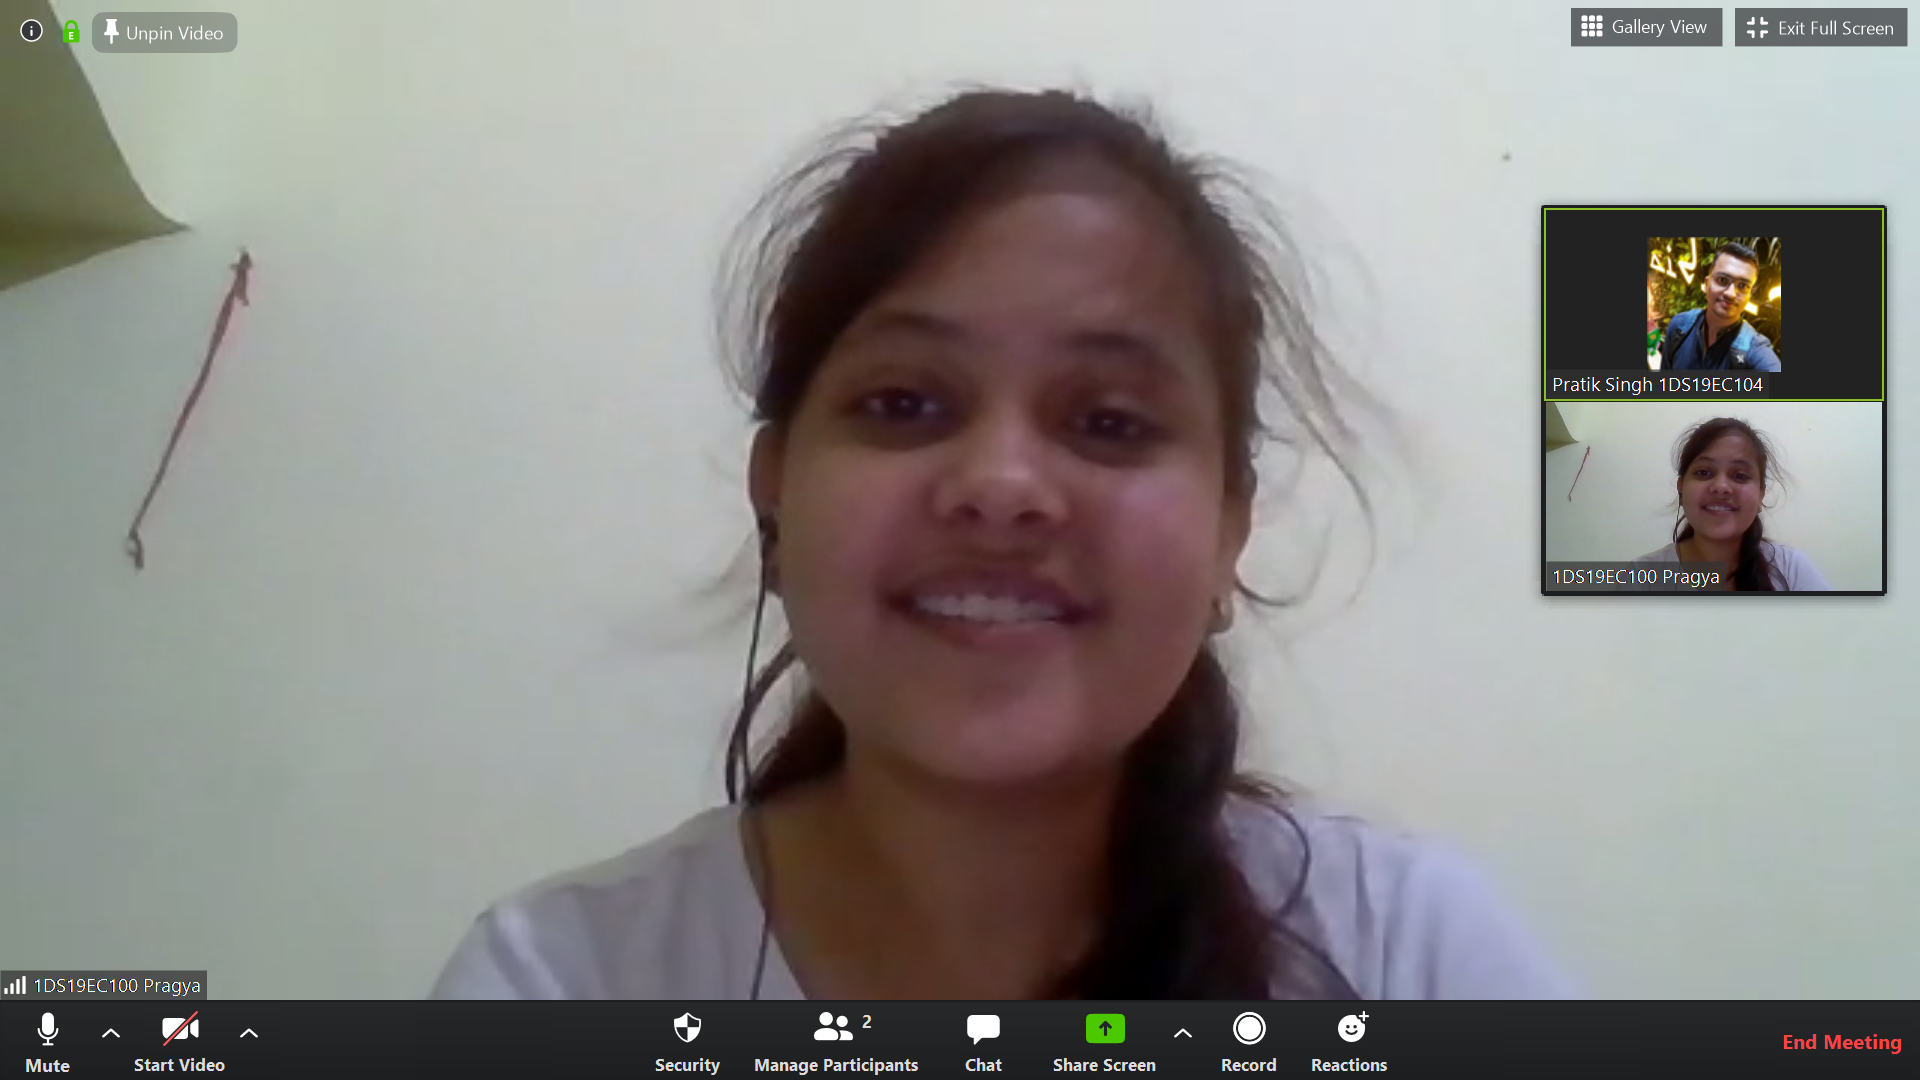 Unpin Video
Gallery View
Exit Full Screen
Pratik Singh 1DS19EC104
1DS19EC100 Pragya
1DS19EC100 Pragya
2
Mute
Start Video
Security
Manage Participants
Chat
Share Screen
Record
Reactions
End Meeting